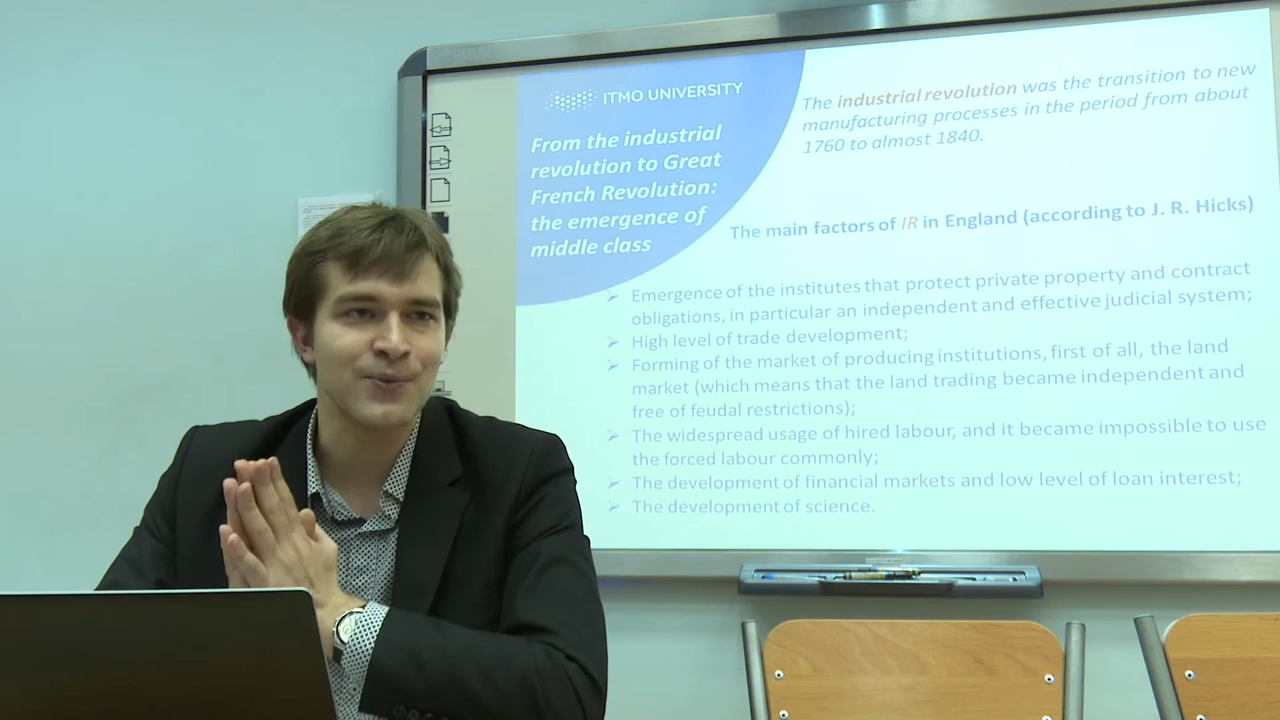 ITMO UNIVERSITY
From the industrial
revolution to Great
French Revolution:
the emergence of
middle class
The industrial revolution was the transition to new
manufacturing processes in the period from about
1760 to almost 1840.
The main factors of IR in England (according to J. R. Hicks)
Emergence of the institutes that protect private property and contract
obligations, in particular an independent and effective judicial system;
High level of trade development;
Forming of the market of producing institutions, first of all, the land
market (which means that the land trading became independent and
free of feudal restrictions);
The widespread usage of hired labour, and it became impossible to use
the forced labour commonly;
The development of financial markets and low level of loan interest;
The development of science.